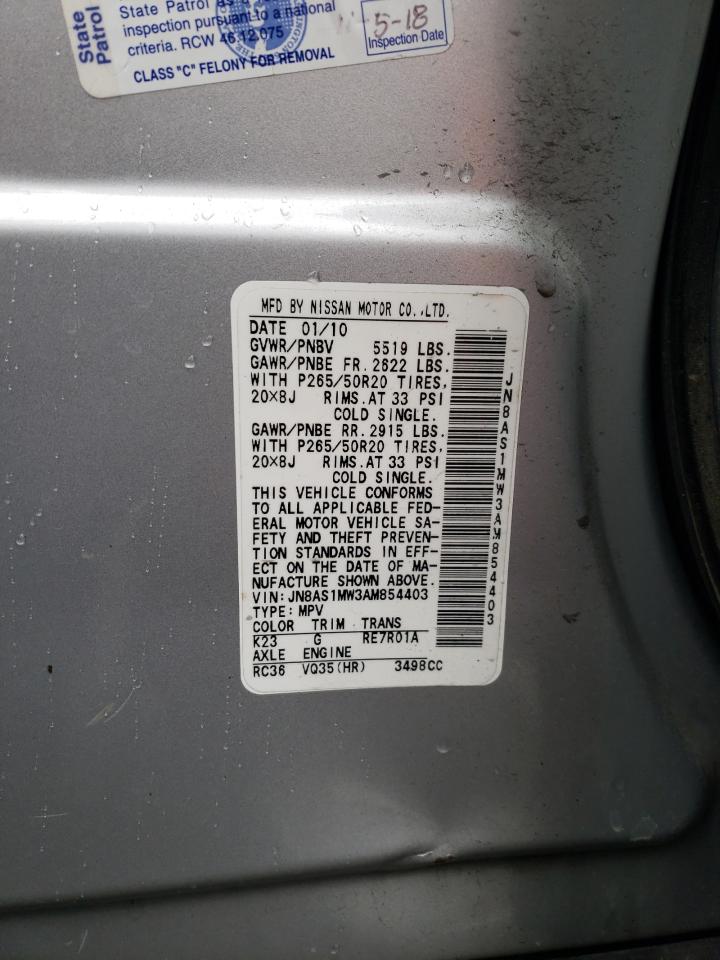 State Patrol
State Patrol as a
inspection pursuant to a national
criteria. RCW 46.12.075
CLASS "C" FELONY FOR REMOVAL
5-18
Inspection Date
MFD BY NISSAN MOTOR CO.,LTD.
DATE 01/10
GVWR/PNBV 5519 LBS.
GAWR/PNBE FR. 2622 LBS.
WITH P265/50R20 TIRES,
20×8J RIMS.AT 33 PSI
COLD SINGLE.
GAWR/PNBE RR. 2915 LBS.
WITH P265/50R20 TIRES,
20×8J RIMS.AT 33 PSI
COLD SINGLE.
THIS VEHICLE CONFORMS
TO ALL APPLICABLE FED-
ERAL MOTOR VEHICLE SA-
FETY AND THEFT PREVEN-
TION STANDARDS IN EFF-
ECT ON THE DATE OF MA-
NUFACTURE SHOWN ABOVE.
VIN:JN8AS1MW3AM854403
TYPE:MPV
COLOR TRIM TRANS
K23 G RE7R01A
AXLE ENGINE
RC36 VQ35(HR) 3498CC
JN8AS1MW3AM854403